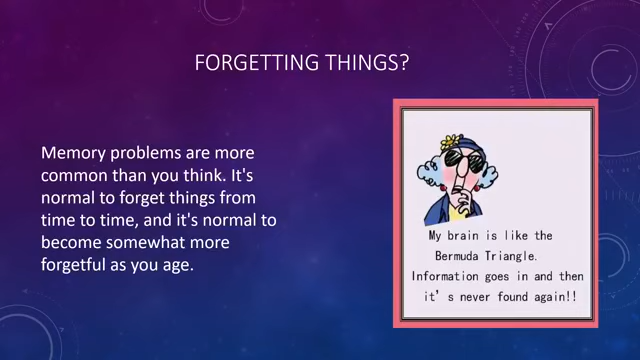 FORGETTING THINGS?
Memory problems are more
common than you think. It's
normal to forget things from
time to time, and it's normal to
become somewhat more
forgetful as you age.
My brain is like the
Bermuda Triangle.
Information goes in and then
it's never found again!!